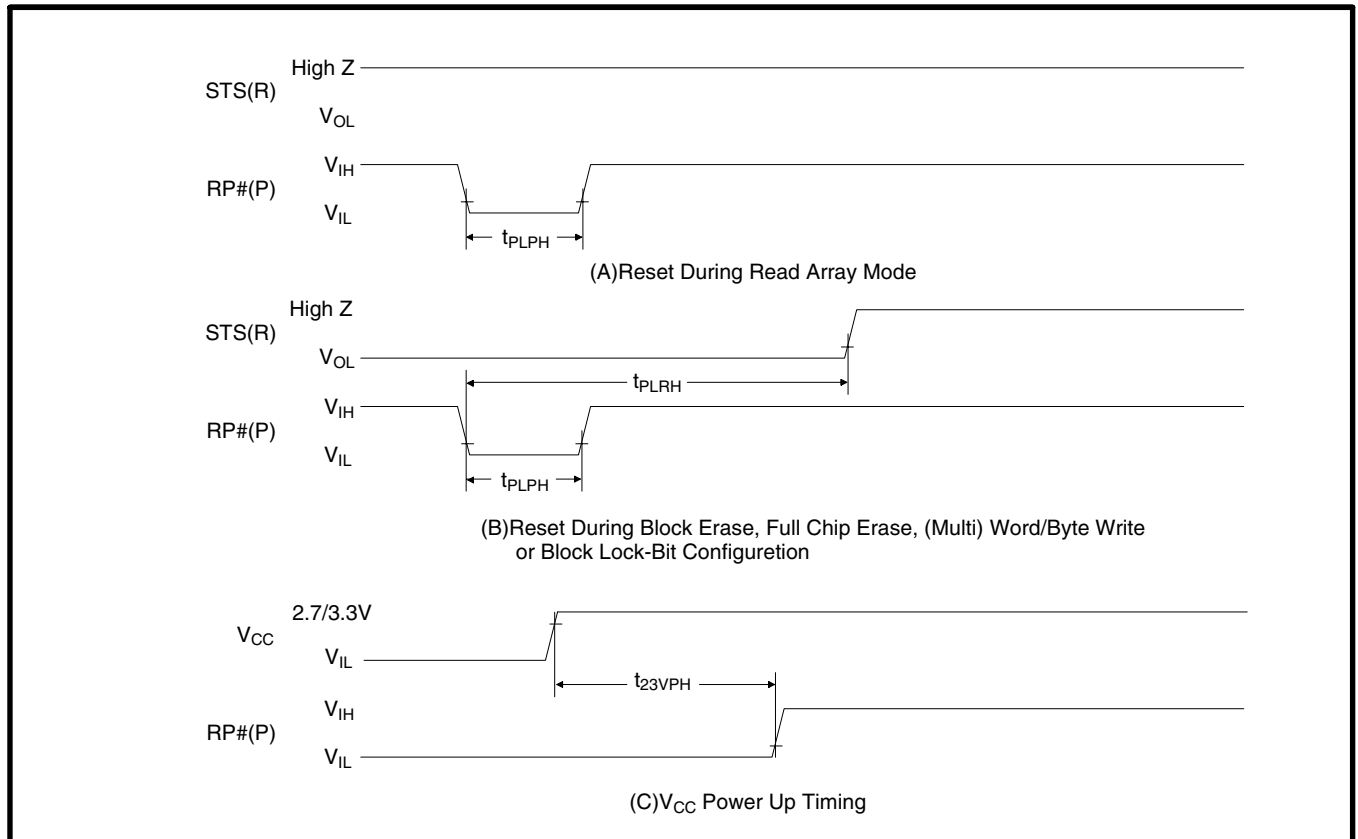 High Z
STS(R)
VOL
VIH
RP#(P)
VIL
tPLPH
(A)Reset During Read Array Mode
High Z
STS(R)
VOL
tPLRH
VIH
RP#(P)
VIL
tPLPH
(B)Reset During Block Erase, Full Chip Erase, (Multi) Word/Byte Write
or Block Lock-Bit Configuretion
2.7/3.3V
VCC
VIL
t23VPH
VIH
RP#(P)
VIL
(C)VCC Power Up Timing